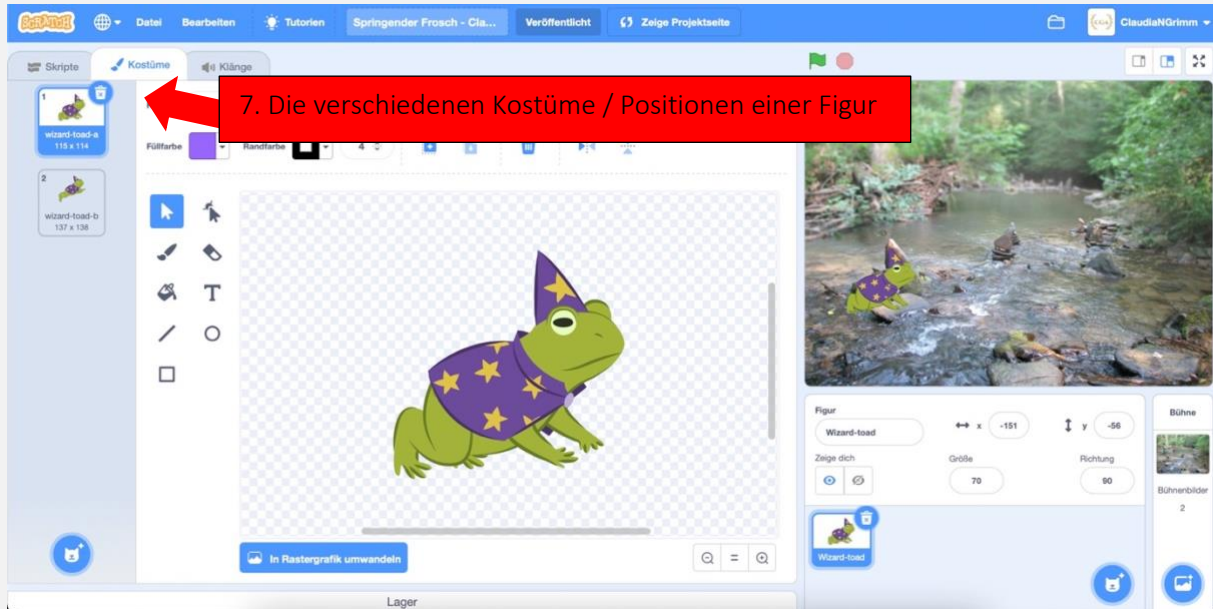 SCRATCH
Datei Bearbeiten Tutorien Springender Frosch - Cla... Veröffentlicht Zeige Projektseite ClaudiaNGrimm
Skripte Kostüme Klänge
7. Die verschiedenen Kostüme / Positionen einer Figur
1
wizard-toad-a
115 x 114
2
wizard-toad-b
137 x 138
Füllfarbe Randfarbe 4
T
In Rastergrafik umwandeln
Lager
Figur
Wizard-toad x -151 y -56
Zeige dich Größe Richtung
70 90
Wizard-toad
Bühne
Bühnenbilder
2